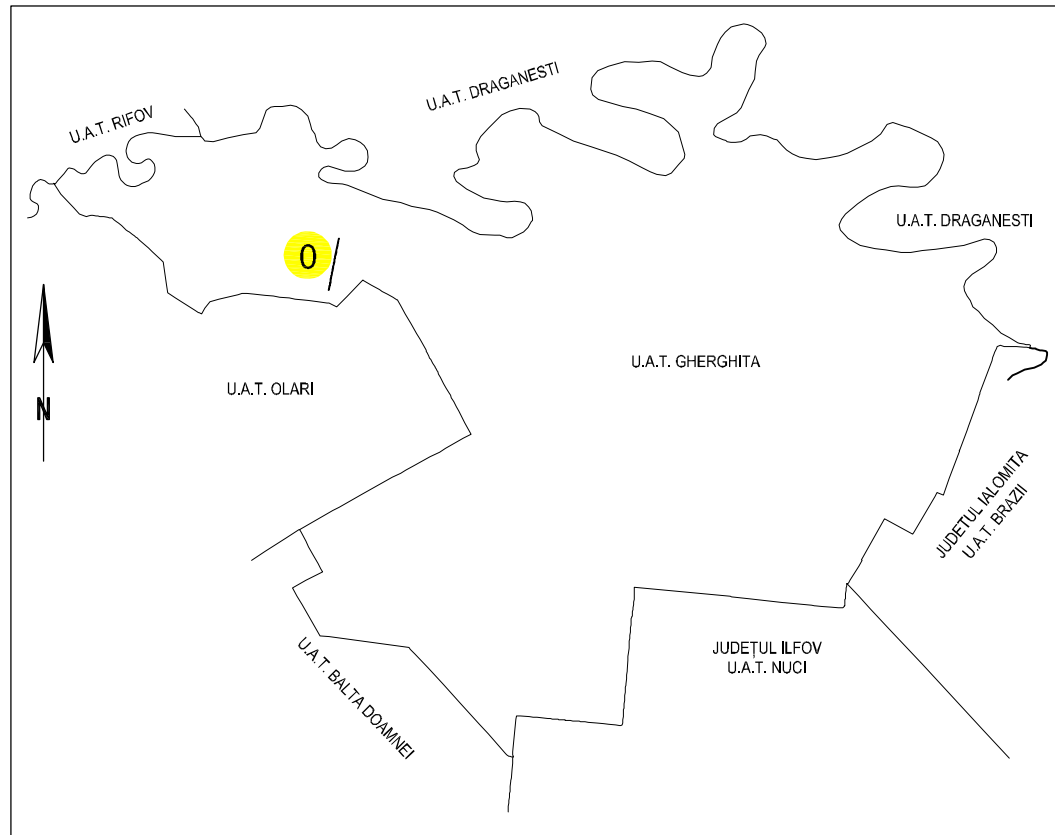 U.A.T. DRAGANESTI
U.A.T. RIFOV
U.A.T. DRAGANESTI
0
U.A.T. GHERGHITA
U.A.T. OLARI
N
JUDETUL IALOMITA
U.A.T. BRAZII
JUDEȚUL ILFOV
U.A.T. NUCI
U.A.T. BALTA DOAMNEI